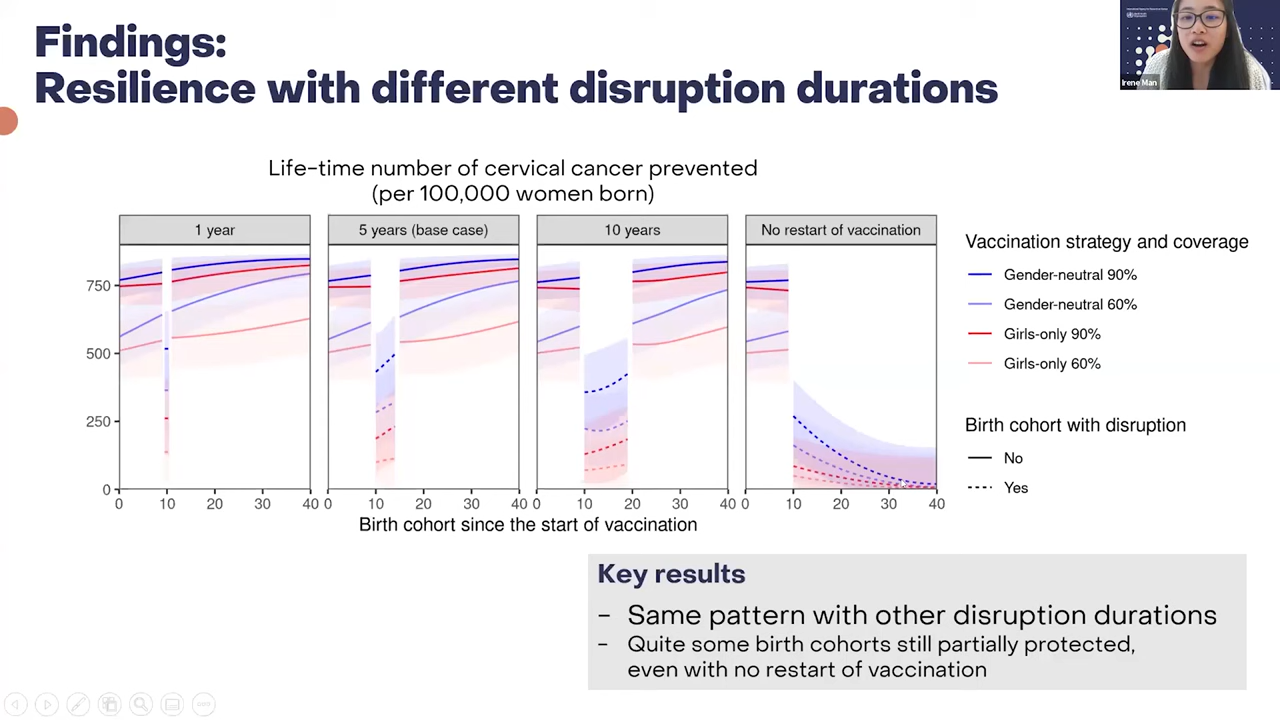 Findings:
Resilience with different disruption durations
Irene Man
Life-time number of cervical cancer prevented
(per 100,000 women born)
1 year
5 years (base case)
10 years
No restart of vaccination
750
500
250
0
0 10 20 30 40
0 10 20 30 40
0 10 20 30 40
0 10 20 30 40
Birth cohort since the start of vaccination
Vaccination strategy and coverage
Gender-neutral 90%
Gender-neutral 60%
Girls-only 90%
Girls-only 60%
Birth cohort with disruption
No
Yes
Key results
- Same pattern with other disruption durations
- Quite some birth cohorts still partially protected,
even with no restart of vaccination